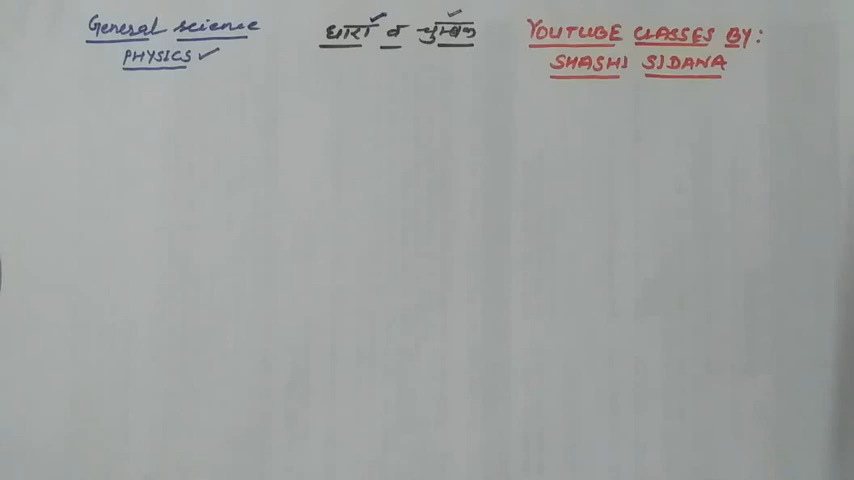 General science
PHYSICS
धारा व चुम्बक
YOUTUBE CLASSES BY:
SHASHI SIDANA